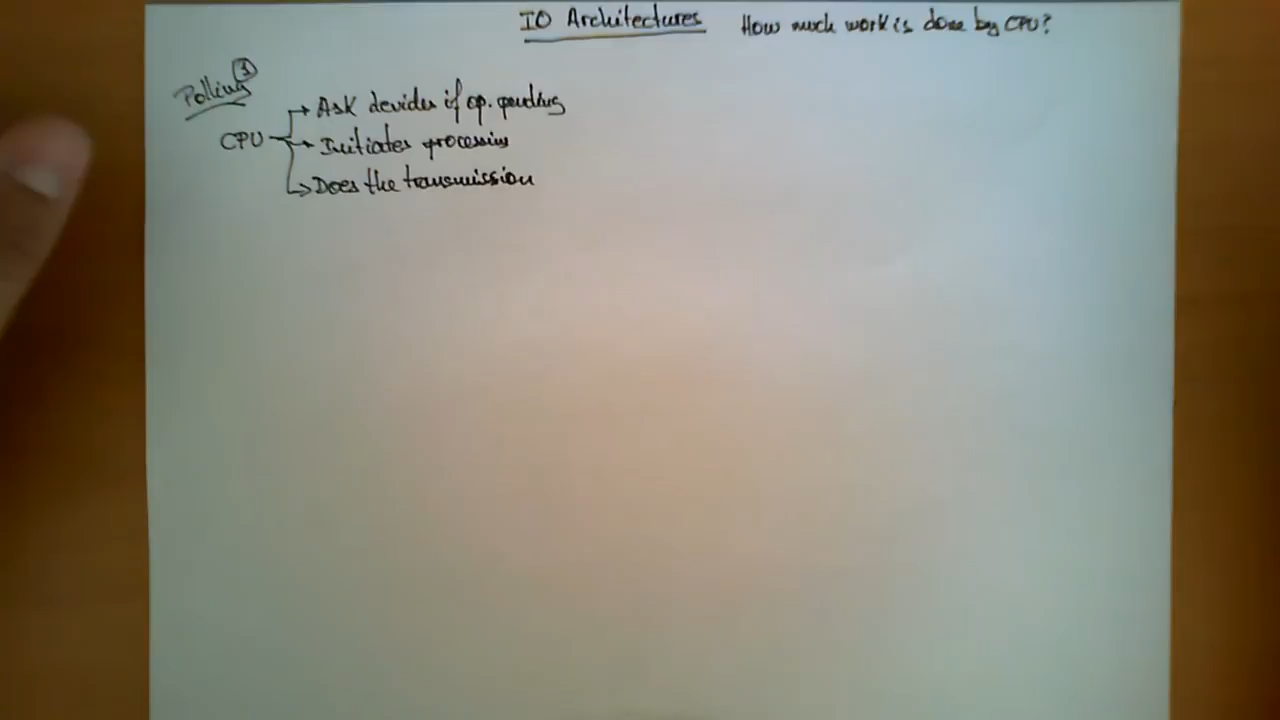 IO Architectures How much work is done by CPU?
Polling 1
CPU
Ask devides if op. pending
Initiates processing
Does the transmission